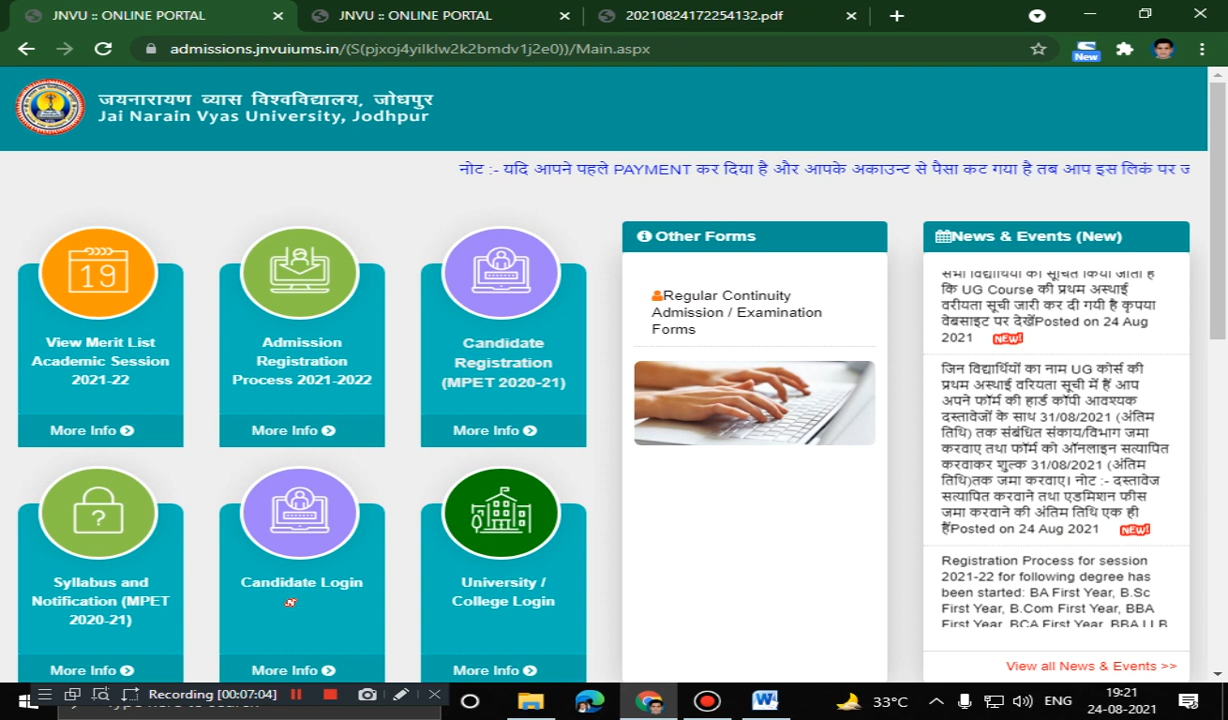 JNVU :: ONLINE PORTAL
JNVU :: ONLINE PORTAL
20210824172254132.pdf
admissions.jnvuiums.in/(S(pjxoj4yilklw2k2bmdv1j2e0))/Main.aspx
New
जयनारायण व्यास विश्वविद्यालय, जोधपुर
Jai Narain Vyas University, Jodhpur
नोट :- यदि आपने पहले PAYMENT कर दिया है और आपके अकाउन्ट से पैसा कट गया है तब आप इस लिकं पर
19
View Merit List
Academic Session
2021-22
More Info
Admission
Registration
Process 2021-2022
More Info
Candidate
Registration
(MPET 2020-21)
More Info
Syllabus and
Notification (MPET
2020-21)
More Info
Candidate Login
More Info
University /
College Login
More Info
Other Forms
Regular Continuity
Admission / Examination
Forms
News & Events (New)
सभी विद्यार्थियों को सूचित किया जाता है
कि UG Course की प्रथम अस्थाई
वरीयता सूची जारी कर दी गयी है कृपया
वेबसाइट पर देखेंPosted on 24 Aug
2021 NEW!
जिन विद्यार्थियों का नाम UG कोर्स की
प्रथम अस्थाई वरियता सूची में हैं आप
अपने फॉर्म की हार्ड कॉपी आवश्यक
दस्तावेजों के साथ 31/08/2021 (अंतिम
तिथि) तक संबंधित संकाय/विभाग जमा
करवाए तथा फॉर्म को ऑनलाइन सत्यापित
करवाकर शुल्क 31/08/2021 (अंतिम
तिथि)तक जमा करवाए। नोट :- दस्तावेज
सत्यापित करवाने तथा एडमिशन फीस
जमा करवाने की अंतिम तिथि एक ही
हैंPosted on 24 Aug 2021 NEW!
Registration Process for session
2021-22 for following degree has
been started: BA First Year, B.Sc
First Year, B.Com First Year, BBA
First Year, BCA First Year, BBA LLB
View all News & Events >>
Recording [00:07:04]
33°C
ENG
19:21
24-08-2021